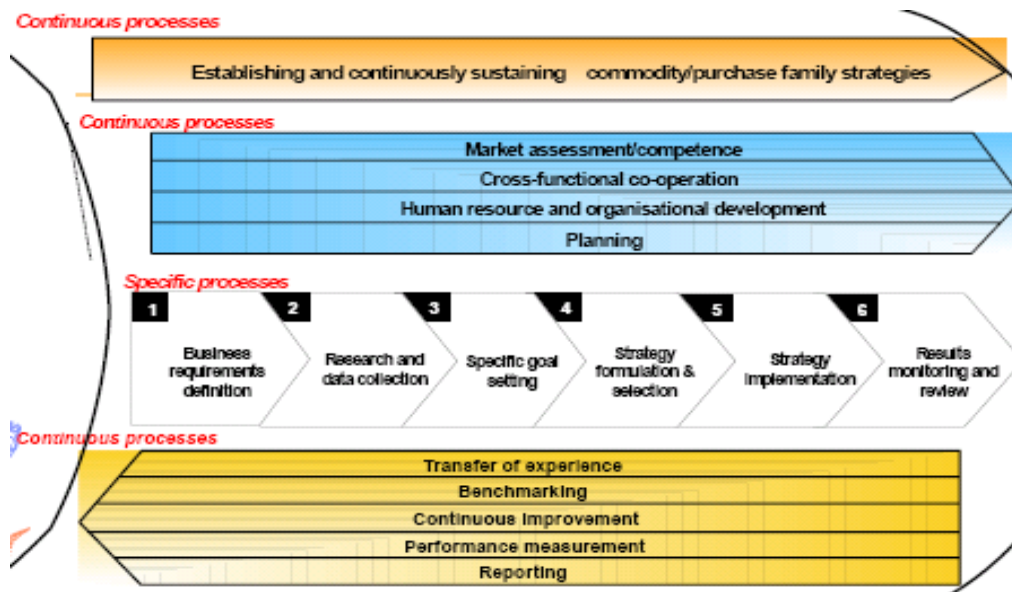 Continuous processes
Establishing and continuously sustaining commodity/purchase family strategies
Continuous processes
Market assessment/competence
Cross-functional co-operation
Human resource and organisational development
Planning
Specific processes
1
Business
requirements
definition
2
Research and
data collection
3
Specific goal
setting
4
Strategy
formulation &
selection
5
Strategy
implementation
6
Results
monitoring and
review
Continuous processes
Transfer of experience
Benchmarking
Continuous improvement
Performance measurement
Reporting